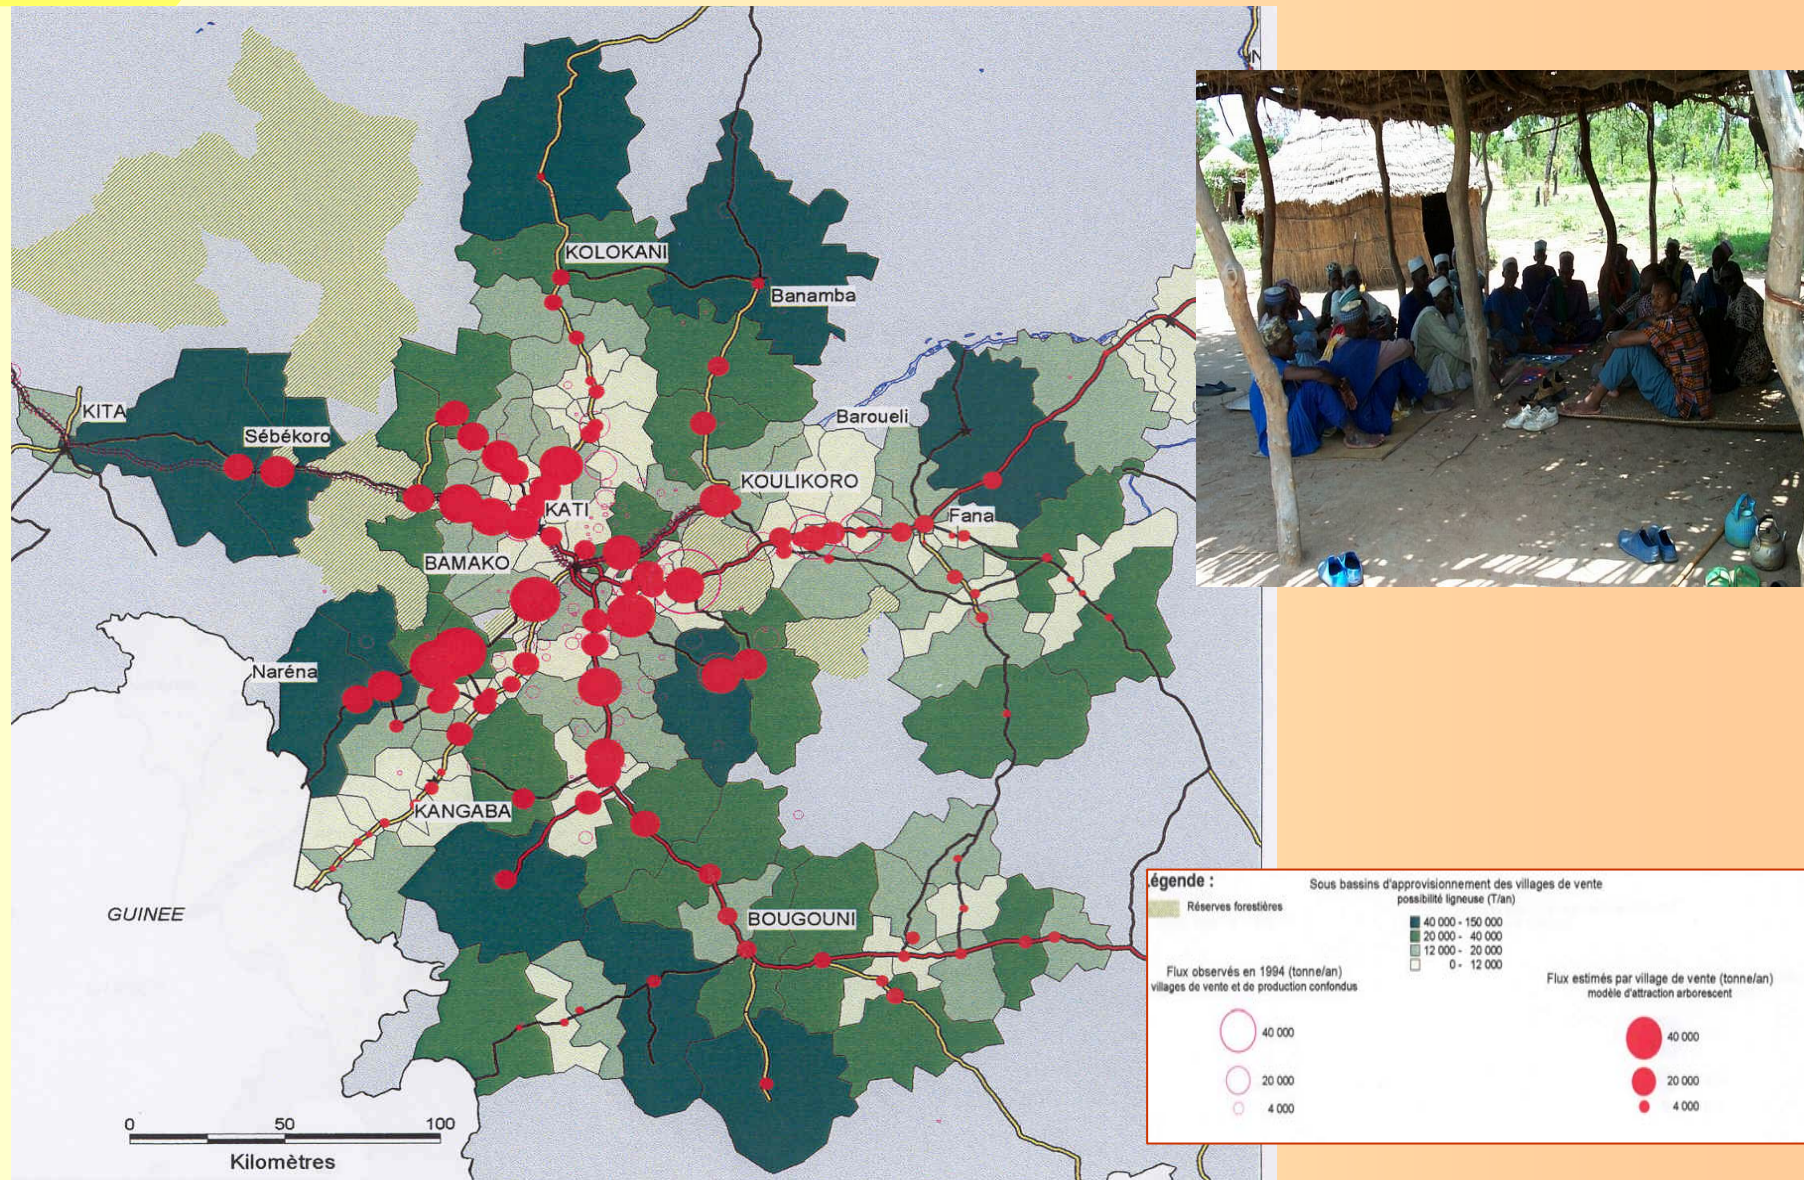 KOLOKANI
Banamba
KITA
Sébékoro
Baroueli
KOULIKORO
KATI
Fana
BAMAKO
Naréna
KANGABA
GUINEE
BOUGOUNI
0 50 100
Kilomètres
égende :
Réserves forestières
Sous bassins d'approvisionnement des villages de vente
possibilité ligneuse (T/an)
40 000 - 150 000
20 000 - 40 000
12 000 - 20 000
0 - 12 000
Flux observés en 1994 (tonne/an)
villages de vente et de production confondus
40 000
20 000
4 000
Flux estimés par village de vente (tonne/an)
modèle d'attraction arborescent
40 000
20 000
4 000